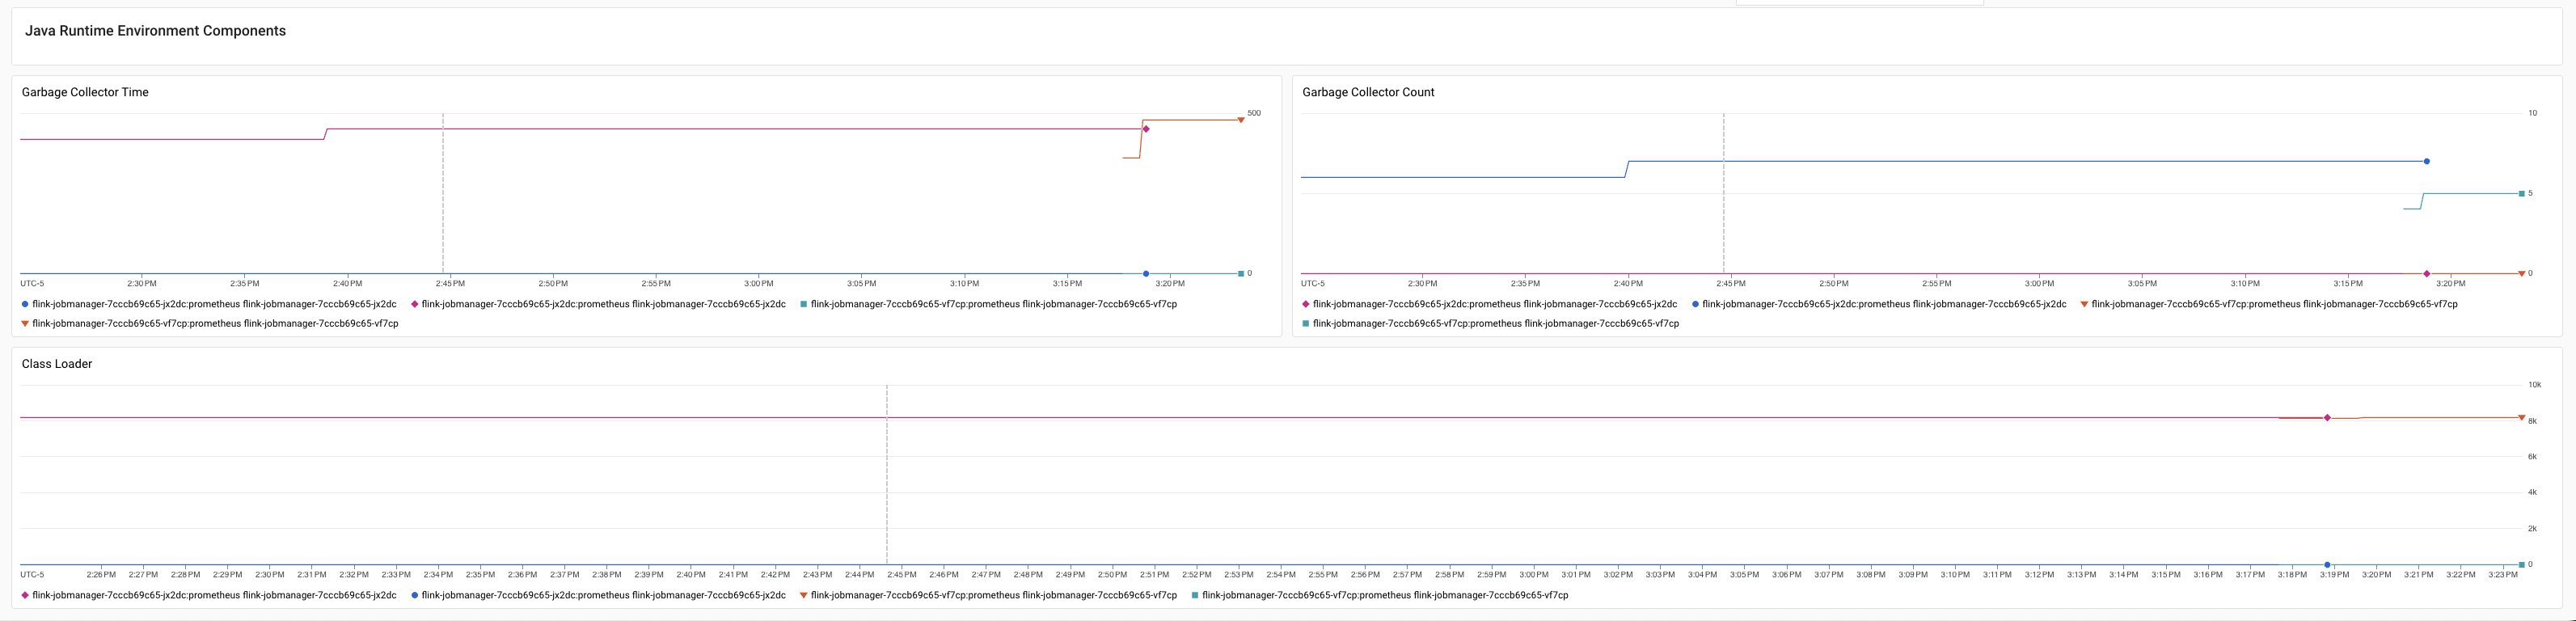 Java Runtime Environment Components
Garbage Collector Time
500
0
UTC-5 2:30 PM 2:35 PM 2:40 PM 2:45 PM 2:50 PM 2:55 PM 3:00 PM 3:05 PM 3:10 PM 3:15 PM 3:20 PM
flink-jobmanager-7cccb69c65-jx2dc:prometheus flink-jobmanager-7cccb69c65-jx2dc flink-jobmanager-7cccb69c65-jx2dc:prometheus flink-jobmanager-7cccb69c65-jx2dc flink-jobmanager-7cccb69c65-vf7cp:prometheus flink-jobmanager-7cccb69c65-vf7cp
flink-jobmanager-7cccb69c65-vf7cp:prometheus flink-jobmanager-7cccb69c65-vf7cp
Garbage Collector Count
10
5
0
UTC-5 2:30 PM 2:35 PM 2:40 PM 2:45 PM 2:50 PM 2:55 PM 3:00 PM 3:05 PM 3:10 PM 3:15 PM 3:20 PM
flink-jobmanager-7cccb69c65-jx2dc:prometheus flink-jobmanager-7cccb69c65-jx2dc flink-jobmanager-7cccb69c65-jx2dc:prometheus flink-jobmanager-7cccb69c65-jx2dc flink-jobmanager-7cccb69c65-vf7cp:prometheus flink-jobmanager-7cccb69c65-vf7cp
flink-jobmanager-7cccb69c65-vf7cp:prometheus flink-jobmanager-7cccb69c65-vf7cp
Class Loader
10k
8k
6k
4k
2k
0
UTC-5 2:26 PM 2:27 PM 2:28 PM 2:29 PM 2:30 PM 2:31 PM 2:32 PM 2:33 PM 2:34 PM 2:35 PM 2:36 PM 2:37 PM 2:38 PM 2:39 PM 2:40 PM 2:41 PM 2:42 PM 2:43 PM 2:44 PM 2:45 PM 2:46 PM 2:47 PM 2:48 PM 2:49 PM 2:50 PM 2:51 PM 2:52 PM 2:53 PM 2:54 PM 2:55 PM 2:56 PM 2:57 PM 2:58 PM 2:59 PM 3:00 PM 3:01 PM 3:02 PM 3:03 PM 3:04 PM 3:05 PM 3:06 PM 3:07 PM 3:08 PM 3:09 PM 3:10 PM 3:11 PM 3:12 PM 3:13 PM 3:14 PM 3:15 PM 3:16 PM 3:17 PM 3:18 PM 3:19 PM 3:20 PM 3:21 PM 3:22 PM 3:23 PM
flink-jobmanager-7cccb69c65-jx2dc:prometheus flink-jobmanager-7cccb69c65-jx2dc flink-jobmanager-7cccb69c65-jx2dc:prometheus flink-jobmanager-7cccb69c65-jx2dc flink-jobmanager-7cccb69c65-vf7cp:prometheus flink-jobmanager-7cccb69c65-vf7cp flink-jobmanager-7cccb69c65-vf7cp:prometheus flink-jobmanager-7cccb69c65-vf7cp